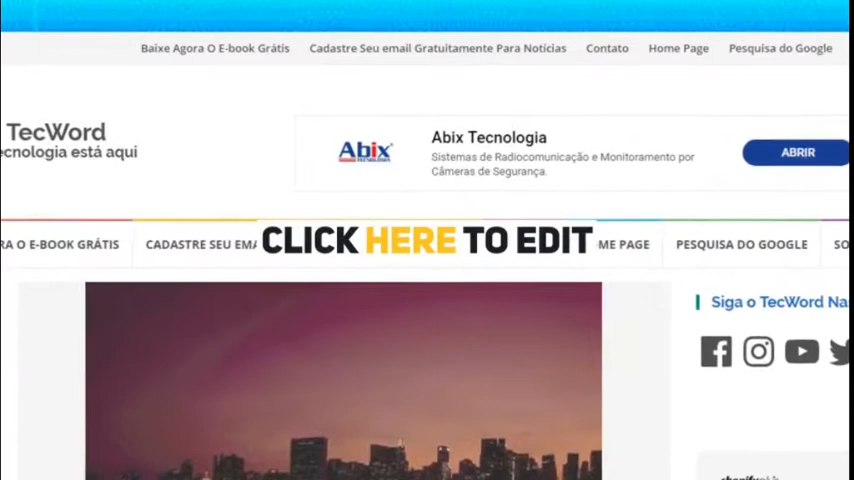 Baixe Agora O E-book Grátis Cadastre Seu email Gratuitamente Para Notícias Contato Home Page Pesquisa do Google
TecWord
ecnologia está aqui
Abix
TECNOLOGIA
Abix Tecnologia
Sistemas de Radiocomunicação e Monitoramento por
Câmeras de Segurança.
ABRIR
RA O E-BOOK GRÁTIS CADASTRE SEU EMA CLICK HERE TO EDIT ME PAGE PESQUISA DO GOOGLE SO
Siga o TecWord Na